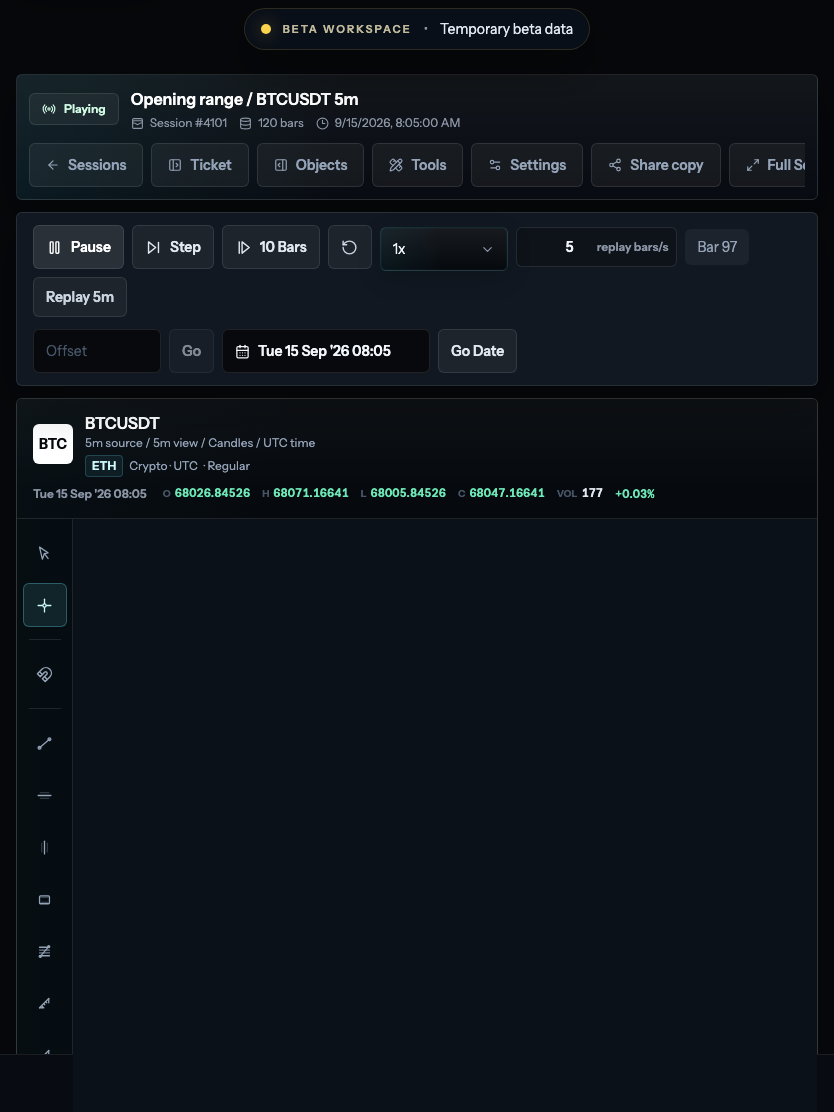 BETA WORKSPACE · Temporary beta data
Playing
Opening range / BTCUSDT 5m
Session #4101 120 bars 9/15/2026, 8:05:00 AM
Sessions Ticket Objects Tools Settings Share copy Full Sc
Pause Step 10 Bars 1x 5 replay bars/s Bar 97
Replay 5m
Offset Go Tue 15 Sep '26 08:05 Go Date
BTC
BTCUSDT
5m source / 5m view / Candles / UTC time
ETH Crypto · UTC · Regular
Tue 15 Sep '26 08:05 O 68026.84526 H 68071.16641 L 68005.84526 C 68047.16641 VOL 177 +0.03%